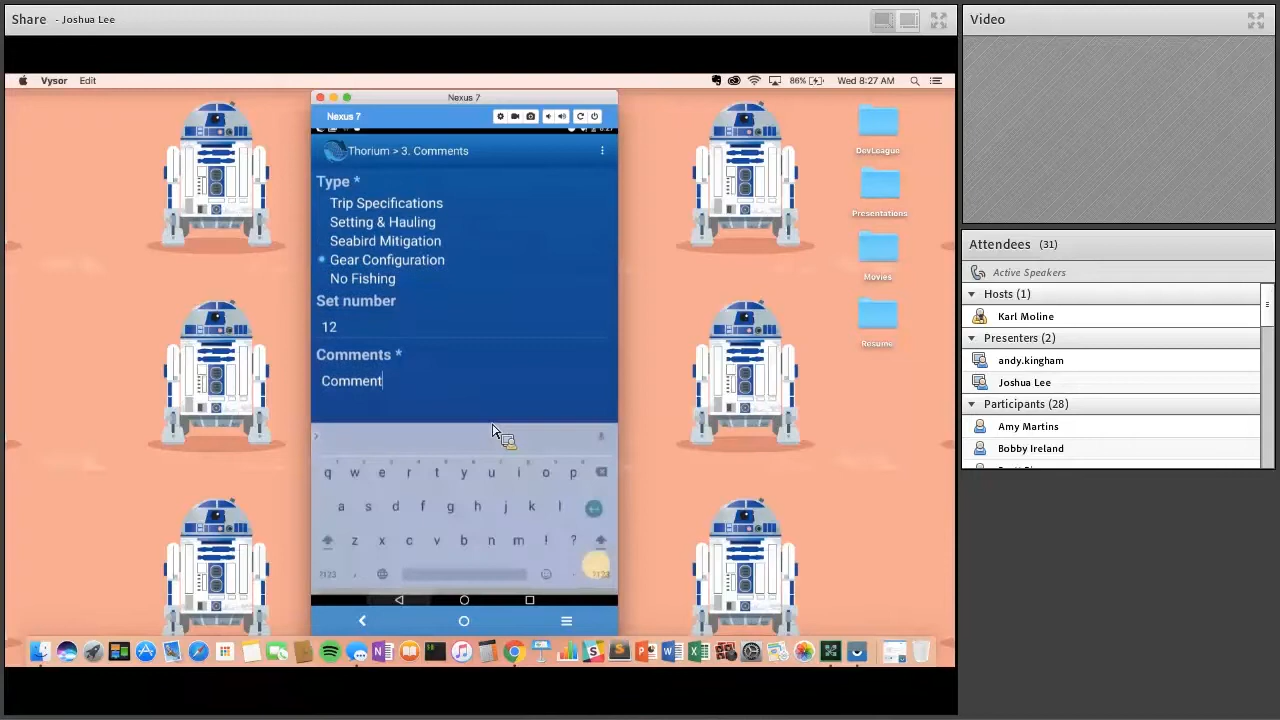 Share - Joshua Lee
Vysor Edit
86%
Wed 8:27 AM
Nexus 7
Nexus 7
Thorium > 3. Comments
Type *
Trip Specifications
Setting & Hauling
Seabird Mitigation
Gear Configuration
No Fishing
Set number
12
Comments *
Comment
q w e r t y u i o p
a s d f g h j k l
z x c v b n m ! ?
?123 , . ?123
DevLeague
Presentations
Movies
Resume
Video
Attendees (31)
Active Speakers
Hosts (1)
Karl Moline
Presenters (2)
andy.kingham
Joshua Lee
Participants (28)
Amy Martins
Bobby Ireland